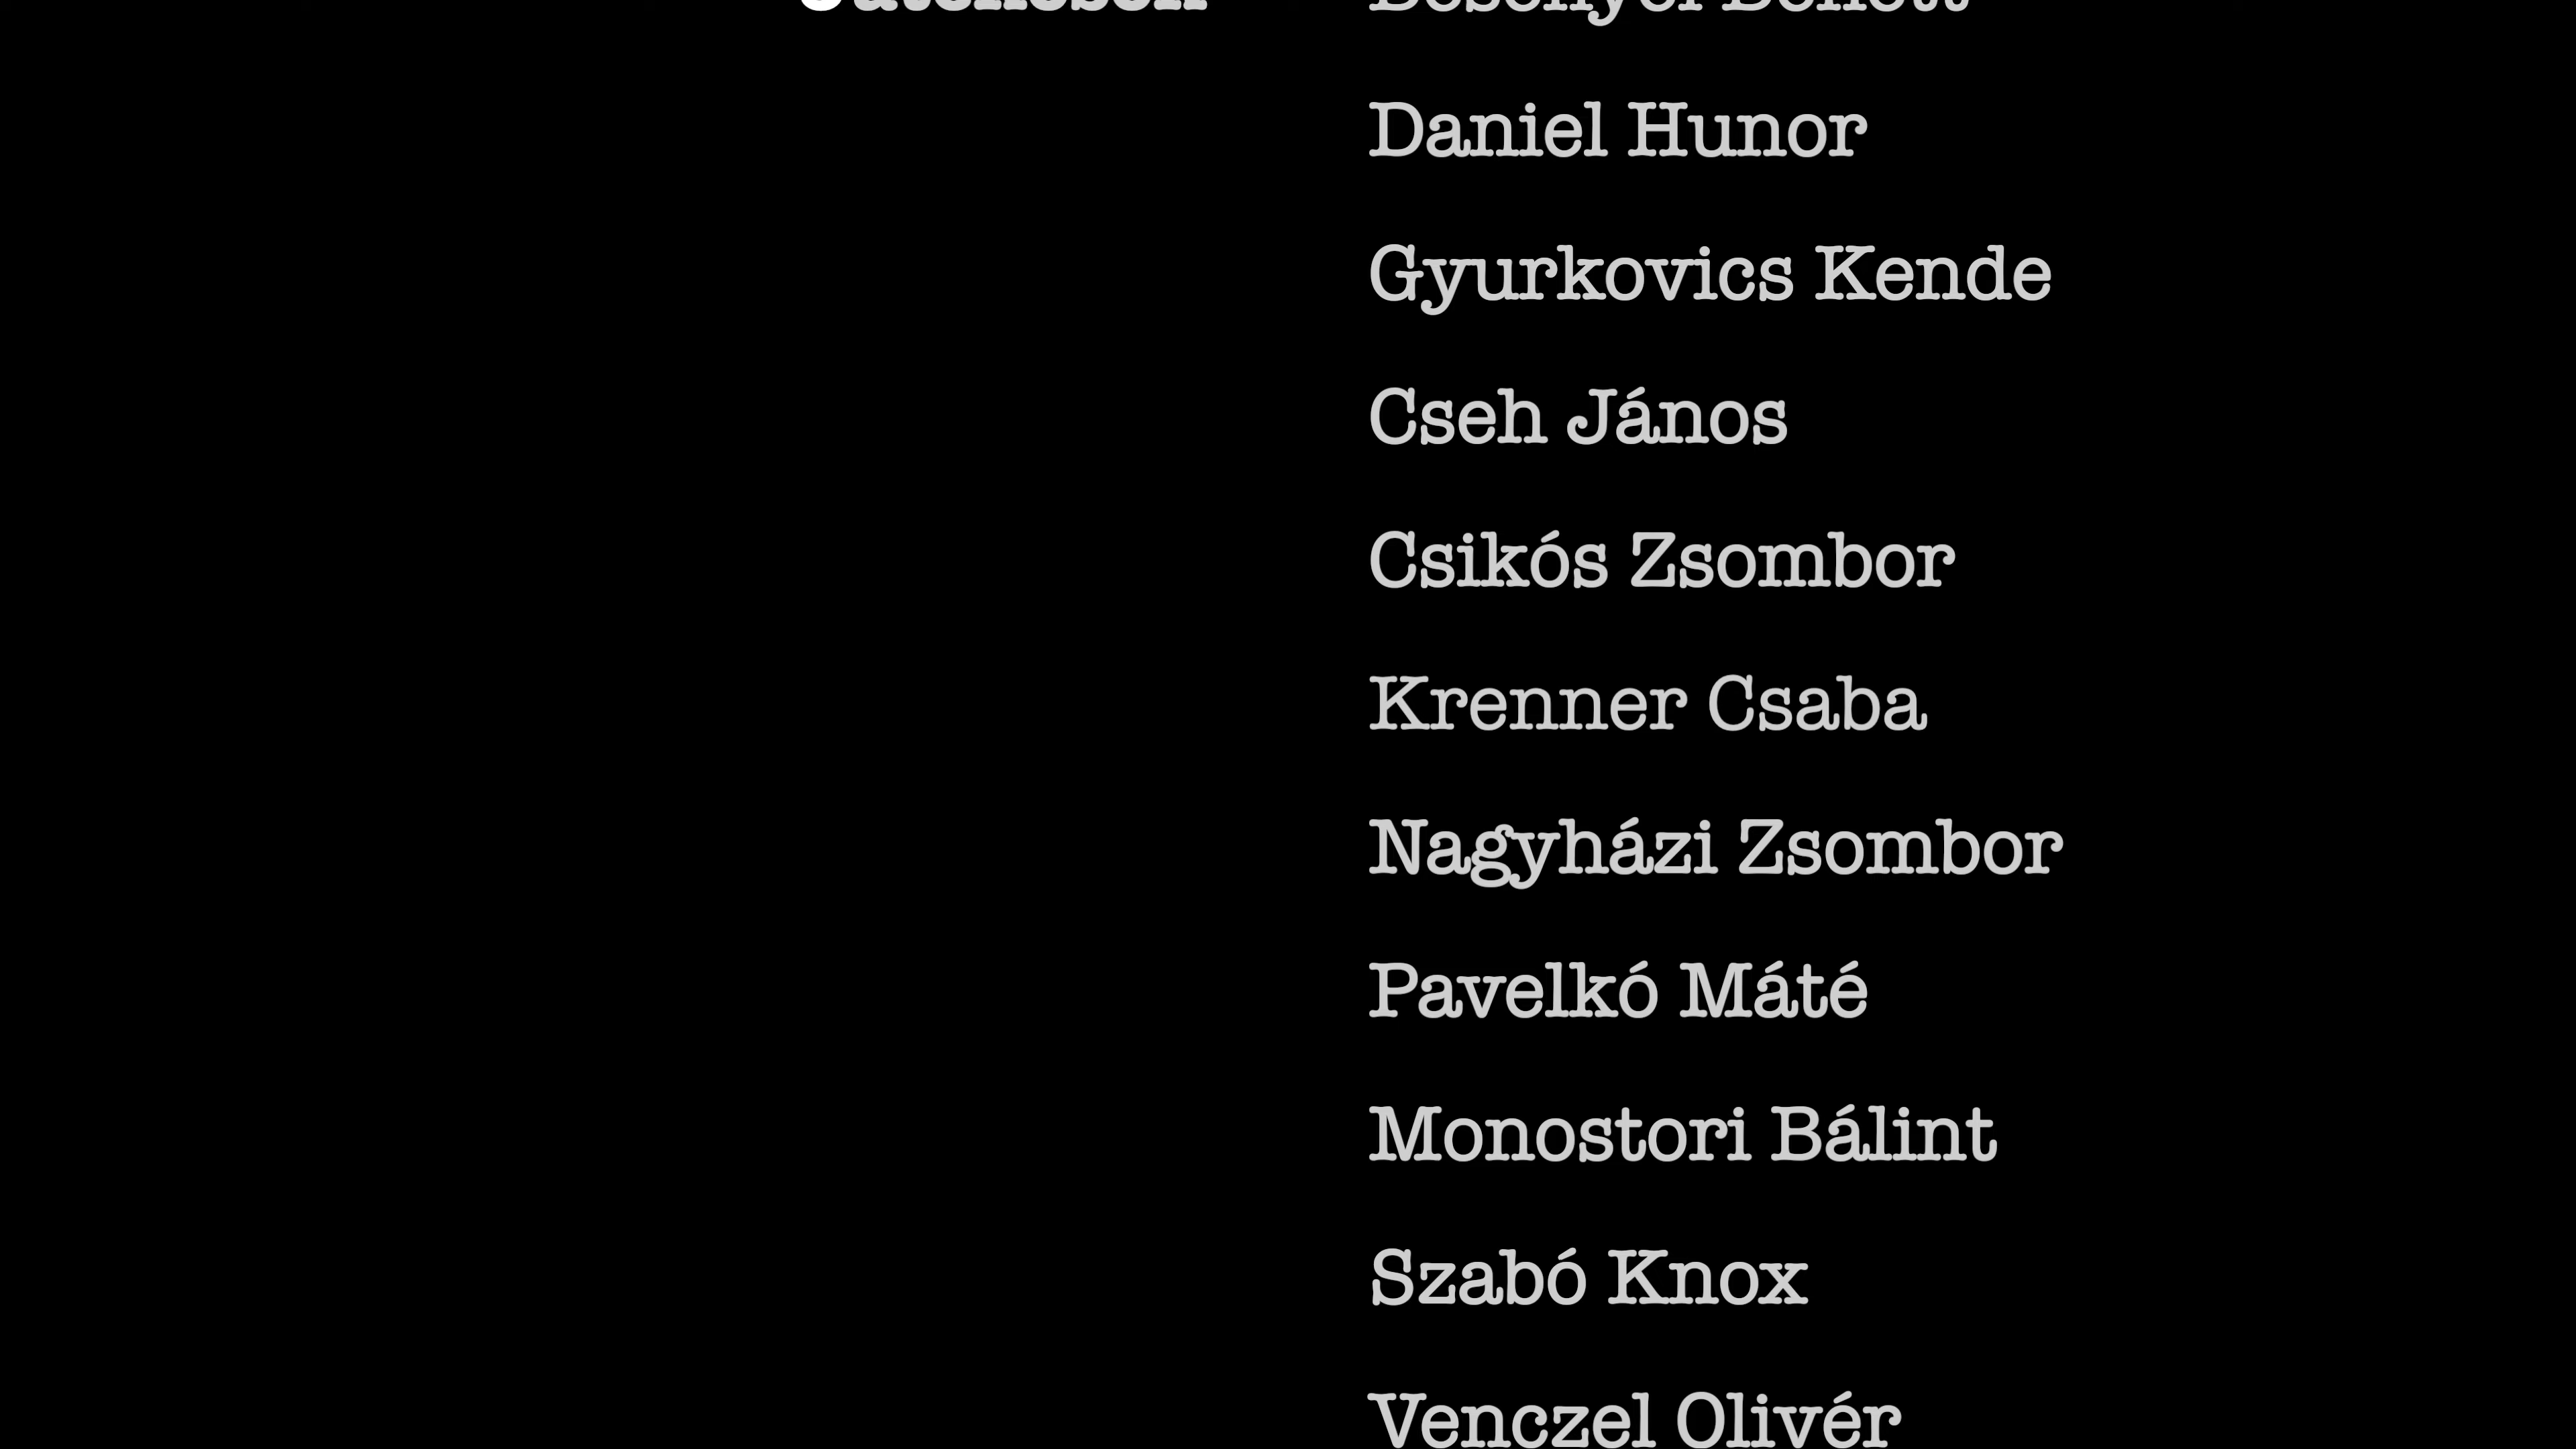 Daniel Hunor
Gyurkovics Kende
Cseh János
Csikós Zsombor
Krenner Csaba
Nagyházi Zsombor
Pavelkó Máté
Monostori Bálint
Szabó Knox
Venczel Olivér